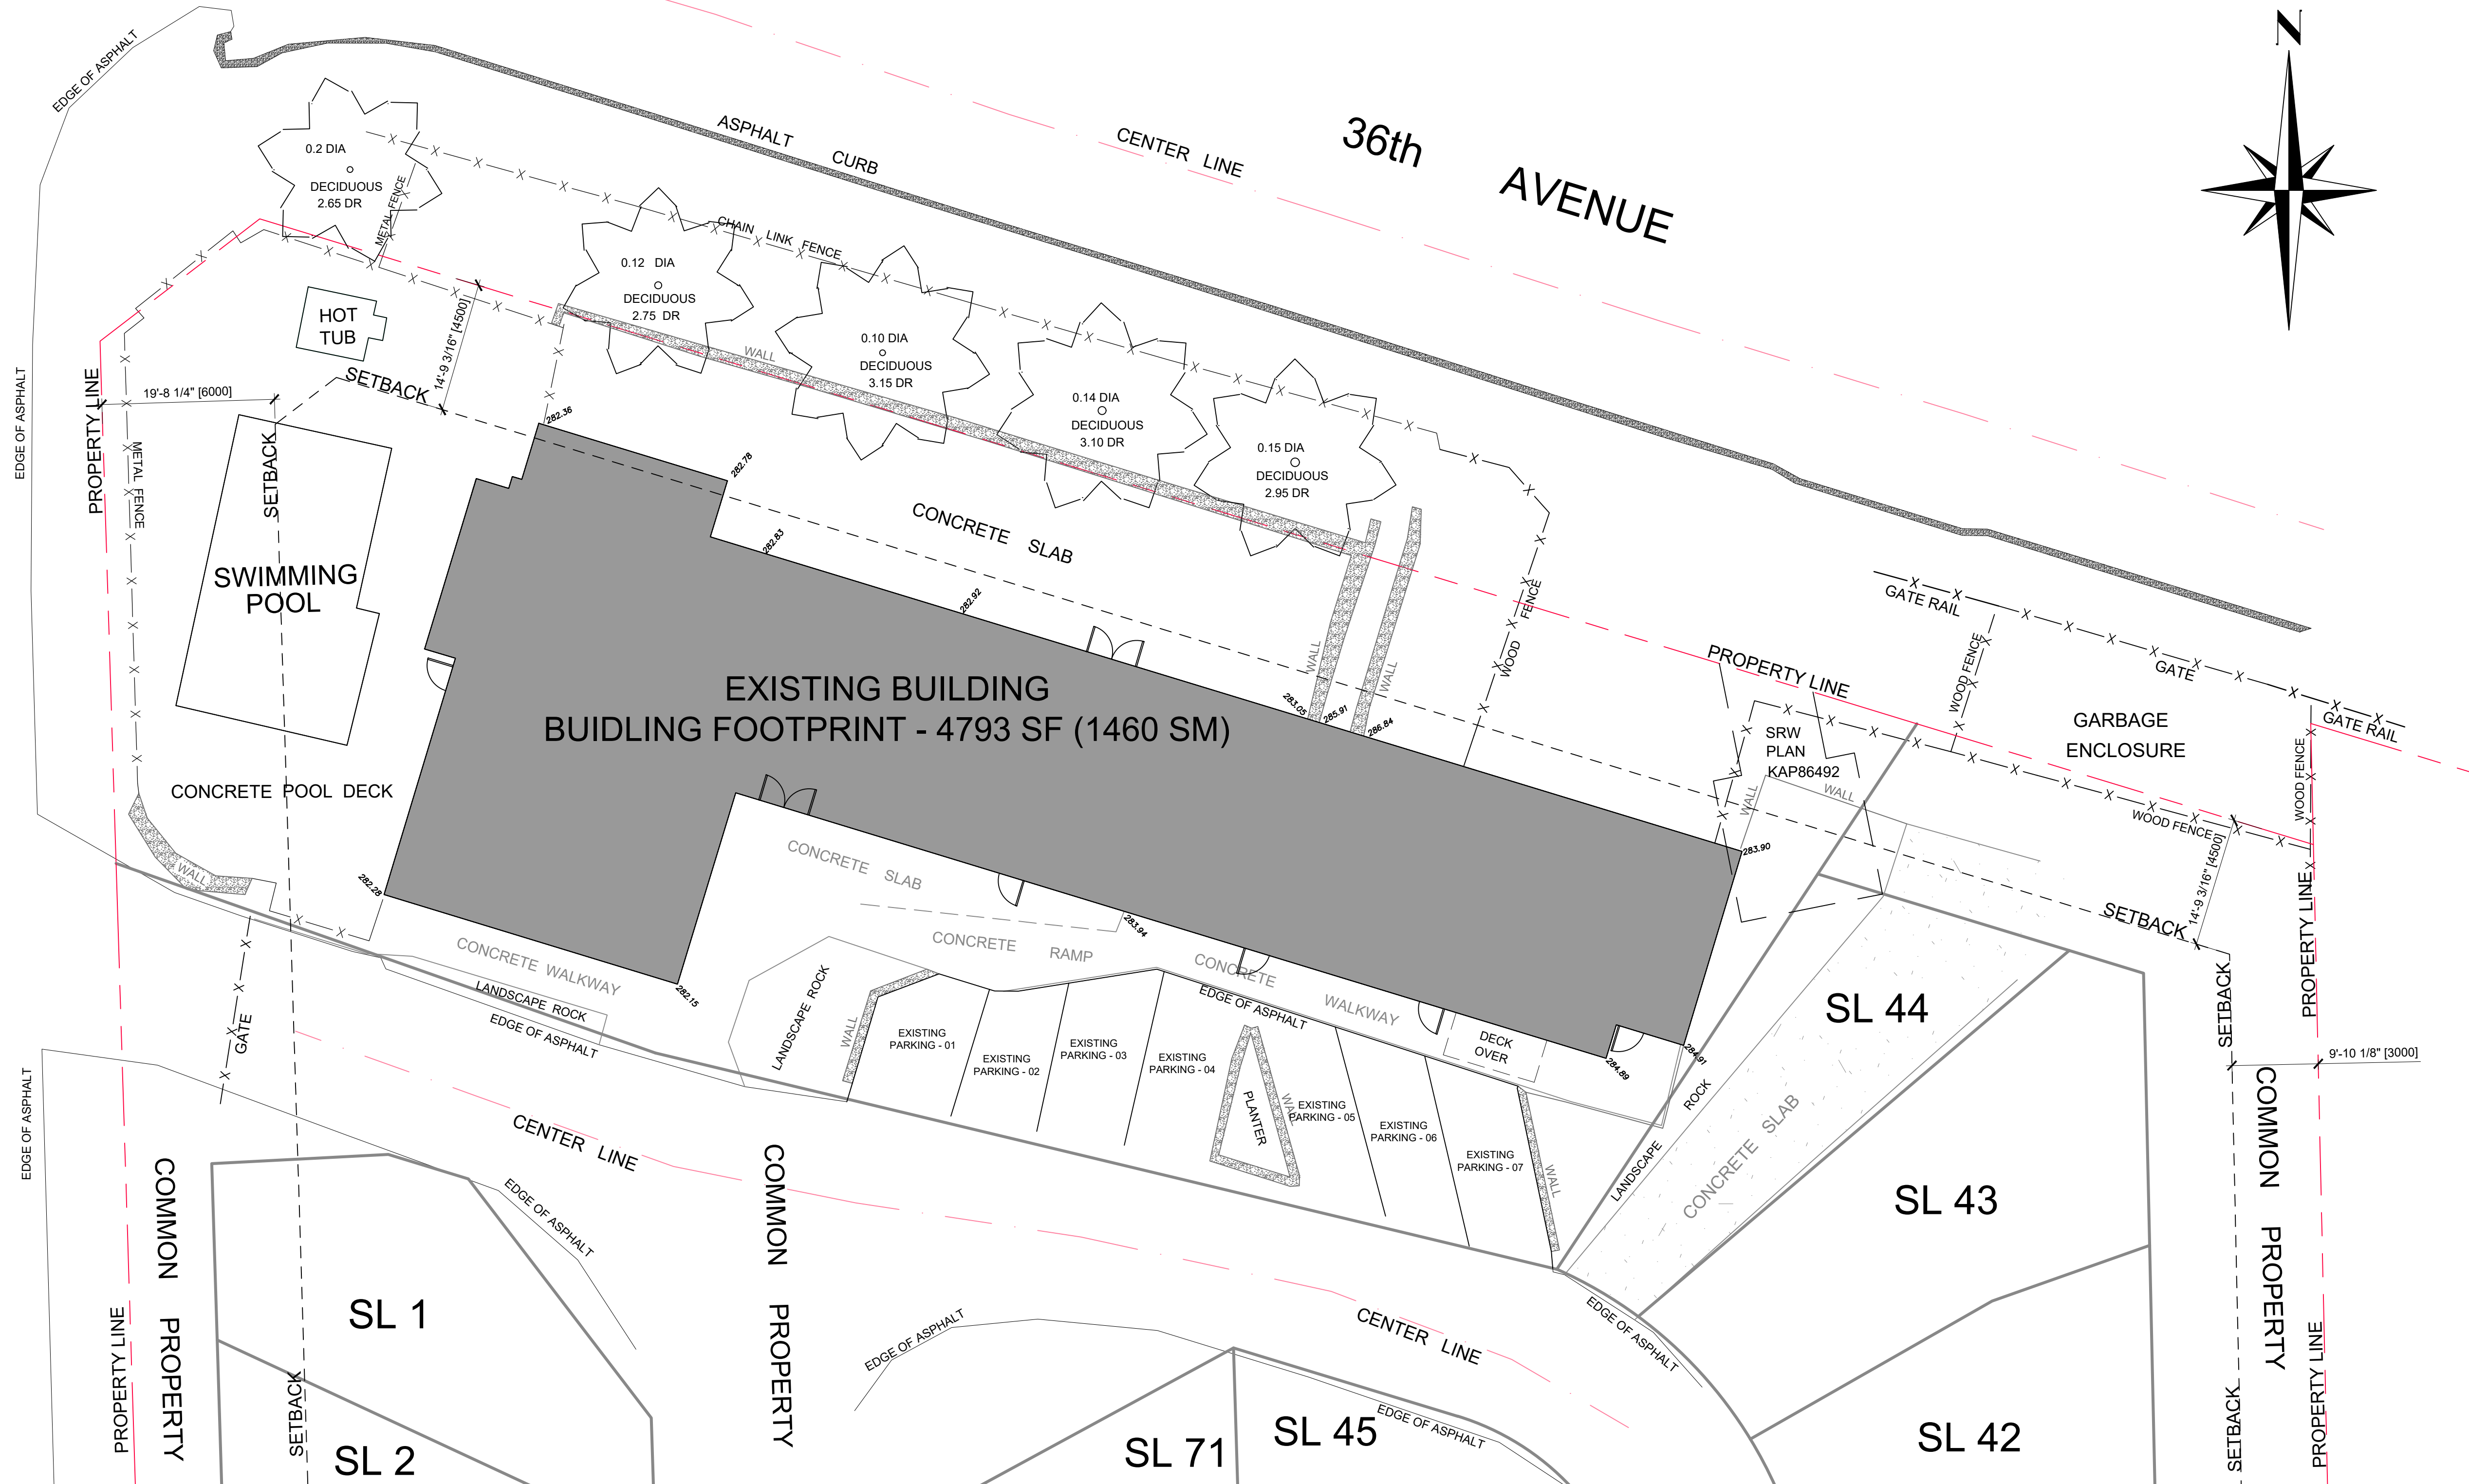 N
EDGE OF ASPHALT
ASPHALT CURB
CENTER LINE
36th AVENUE
0.2 DIA
DECIDUOUS
2.65 DR
METAL FENCE
CHAIN LINK FENCE
0.12 DIA
DECIDUOUS
2.75 DR
0.10 DIA
DECIDUOUS
3.15 DR
0.14 DIA
DECIDUOUS
3.10 DR
0.15 DIA
DECIDUOUS
2.95 DR
HOT
TUB
14'-9 3/16" [4500]
WALL
SETBACK
19'-8 1/4" [6000]
PROPERTY LINE
EDGE OF ASPHALT
METAL FENCE
SETBACK
282.36
282.78
282.83
282.92
CONCRETE SLAB
SWIMMING
POOL
CONCRETE POOL DECK
WALL
EXISTING BUILDING
BUIDLING FOOTPRINT - 4793 SF (1460 SM)
WALL
WALL
WOOD FENCE
283.05
285.91
286.84
GATE RAIL
GATE
GATE RAIL
PROPERTY LINE
WOOD FENCE
GARBAGE
ENCLOSURE
WOOD FENCE
WOOD FENCE
SRW
PLAN
KAP86492
WALL
WALL
283.90
14'-9 3/16" [4500]
SETBACK
PROPERTY LINE
SETBACK
9'-10 1/8" [3000]
282.28
CONCRETE WALKWAY
LANDSCAPE ROCK
EDGE OF ASPHALT
282.15
GATE
CONCRETE SLAB
CONCRETE RAMP
283.94
CONCRETE WALKWAY
EDGE OF ASPHALT
LANDSCAPE ROCK
WALL
EXISTING
PARKING - 01
EXISTING
PARKING - 02
EXISTING
PARKING - 03
EXISTING
PARKING - 04
PLANTER
WALL
EXISTING
PARKING - 05
EXISTING
PARKING - 06
EXISTING
PARKING - 07
DECK
OVER
284.89
284.91
WALL
LANDSCAPE ROCK
CONCRETE SLAB
SL 44
SL 43
SL 42
COMMON PROPERTY
SETBACK
PROPERTY LINE
EDGE OF ASPHALT
CENTER LINE
EDGE OF ASPHALT
COMMON PROPERTY
PROPERTY LINE
SETBACK
SL 1
SL 2
COMMON PROPERTY
EDGE OF ASPHALT
CENTER LINE
EDGE OF ASPHALT
EDGE OF ASPHALT
SL 71
SL 45